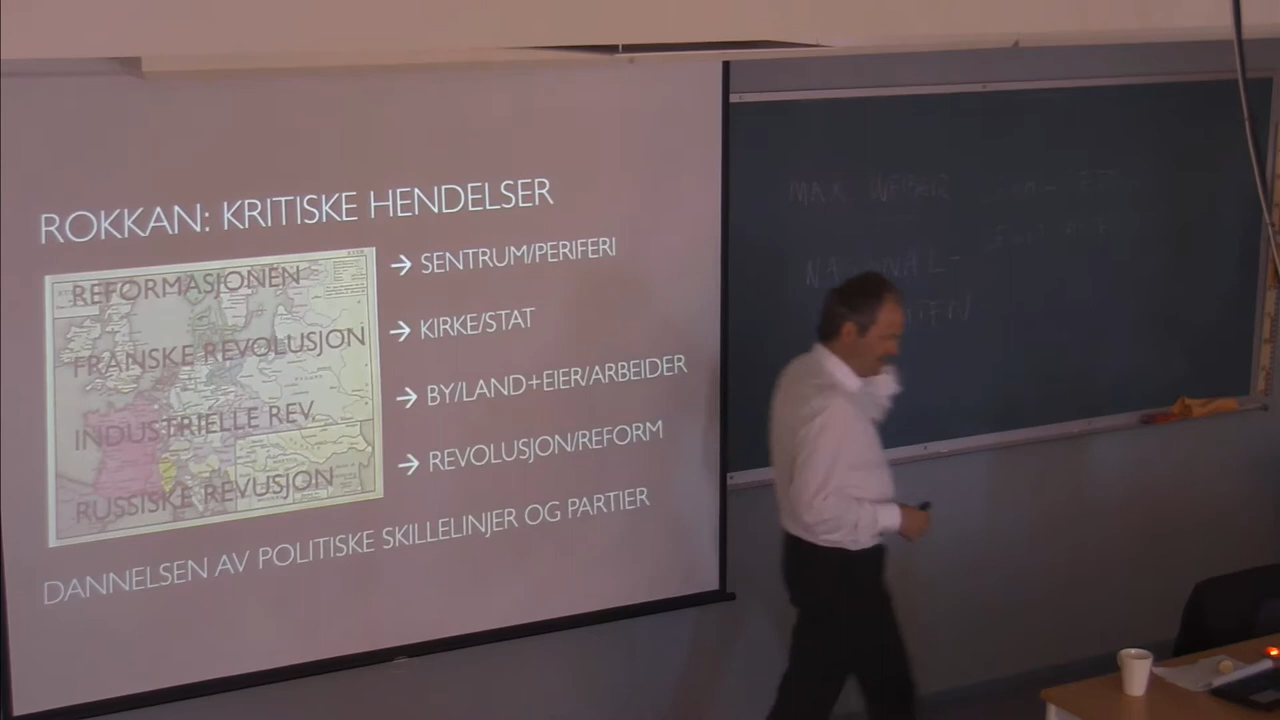 ROKKAN: KRITISKE HENDELSER
REFORMASJONEN
→ SENTRUM/PERIFERI
FRANSKE REVOLUSJON
→ KIRKE/STAT
INDUSTRIELLE REV.
→ BY/LAND+EIER/ARBEIDER
RUSSISKE REVUSJON
→ REVOLUSJON/REFORM
DANNELSEN AV POLITISKE SKILLELINJER OG PARTIER
MAX WEBER